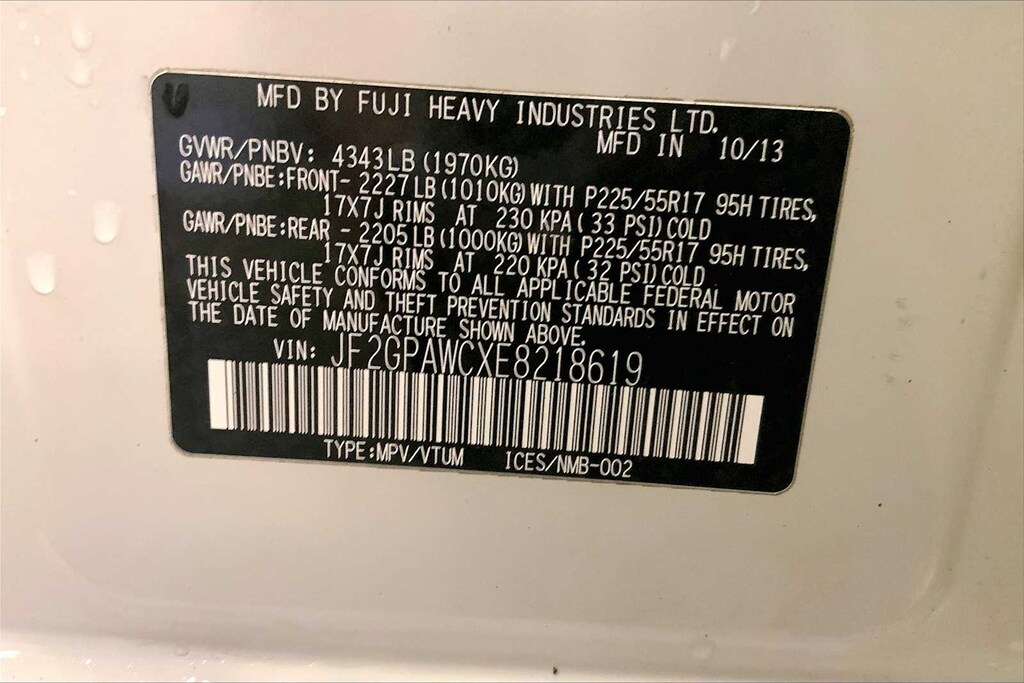 MFD BY FUJI HEAVY INDUSTRIES LTD.
MFD IN 10/13
GVWR/PNBV: 4343LB (1970KG)
GAWR/PNBE:FRONT- 2227LB (1010KG) WITH P225/55R17 95H TIRES,
17X7J RIMS AT 230 KPA( 33 PSI) COLD
GAWR/PNBE:REAR - 2205LB (1000KG) WITH P225/55R17 95H TIRES,
17X7J RIMS AT 220 KPA( 32 PSI) COLD
THIS VEHICLE CONFORMS TO ALL APPLICABLE FEDERAL MOTOR
VEHICLE SAFETY AND THEFT PREVENTION STANDARDS IN EFFECT ON
THE DATE OF MANUFACTURE SHOWN ABOVE.
VIN: JF2GPAWCXE8218619
TYPE:MPV/VTUM ICES/NMB-002